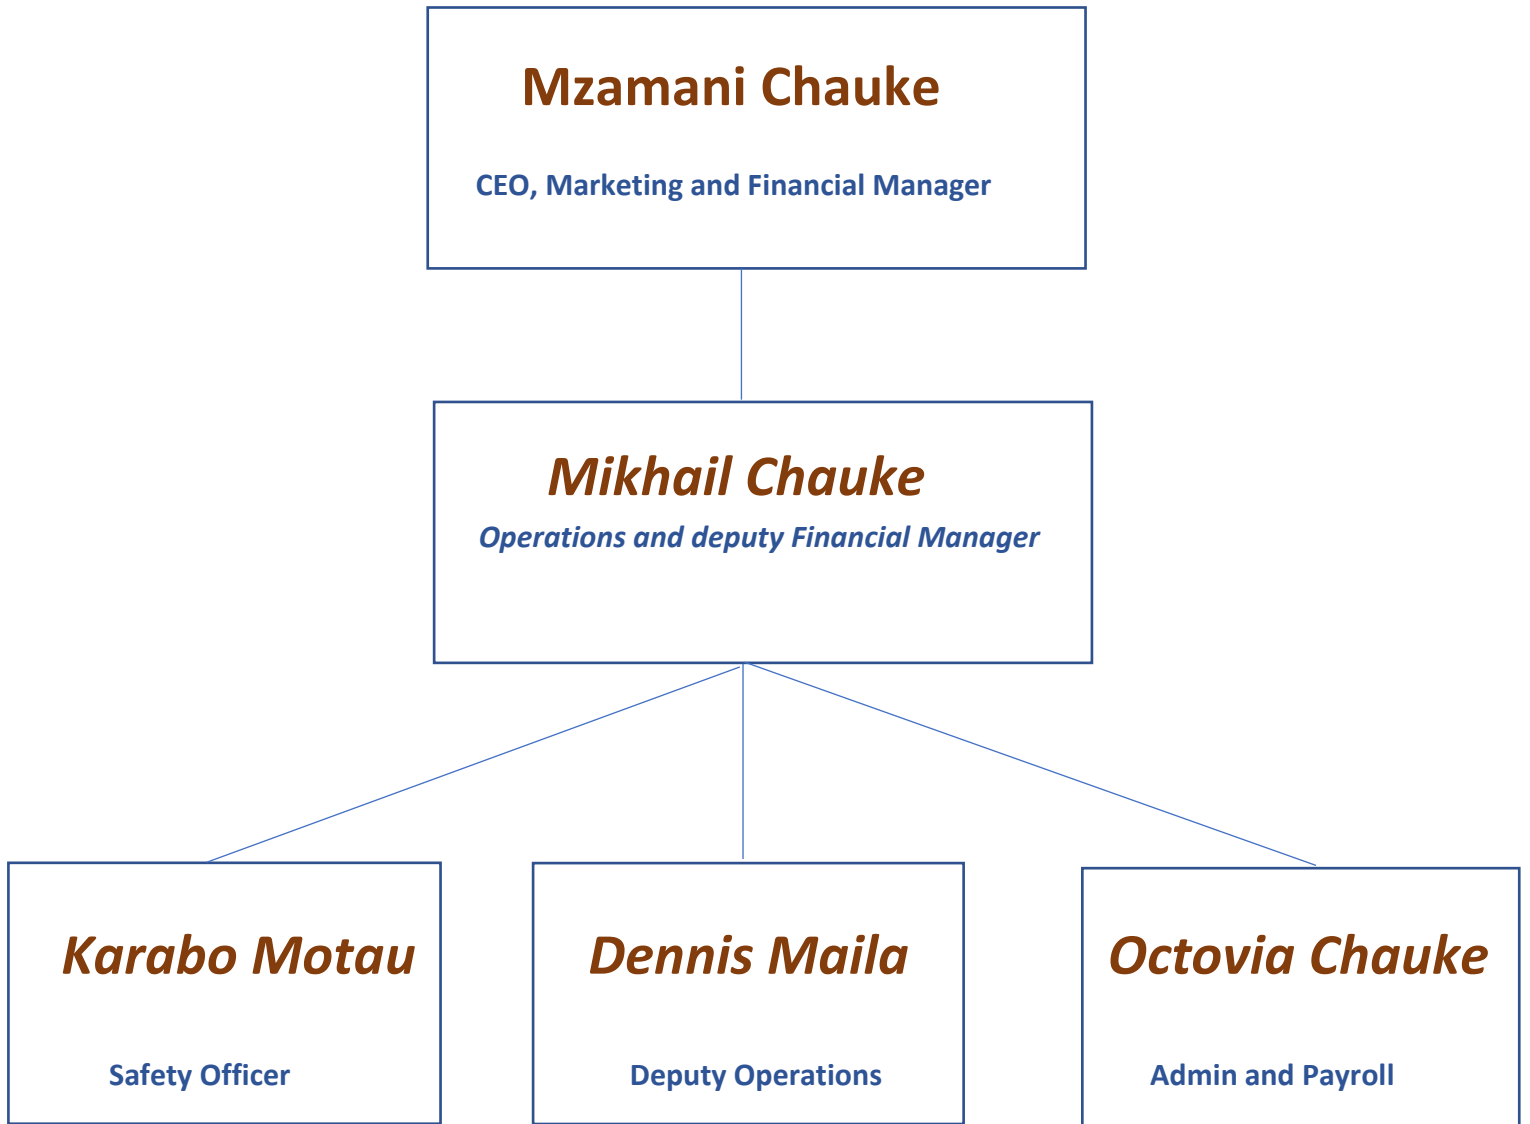 Mzamani Chauke
CEO, Marketing and Financial Manager
Mikhail Chauke
Operations and deputy Financial Manager
Karabo Motau
Safety Officer
Dennis Maila
Deputy Operations
Octovia Chauke
Admin and Payroll